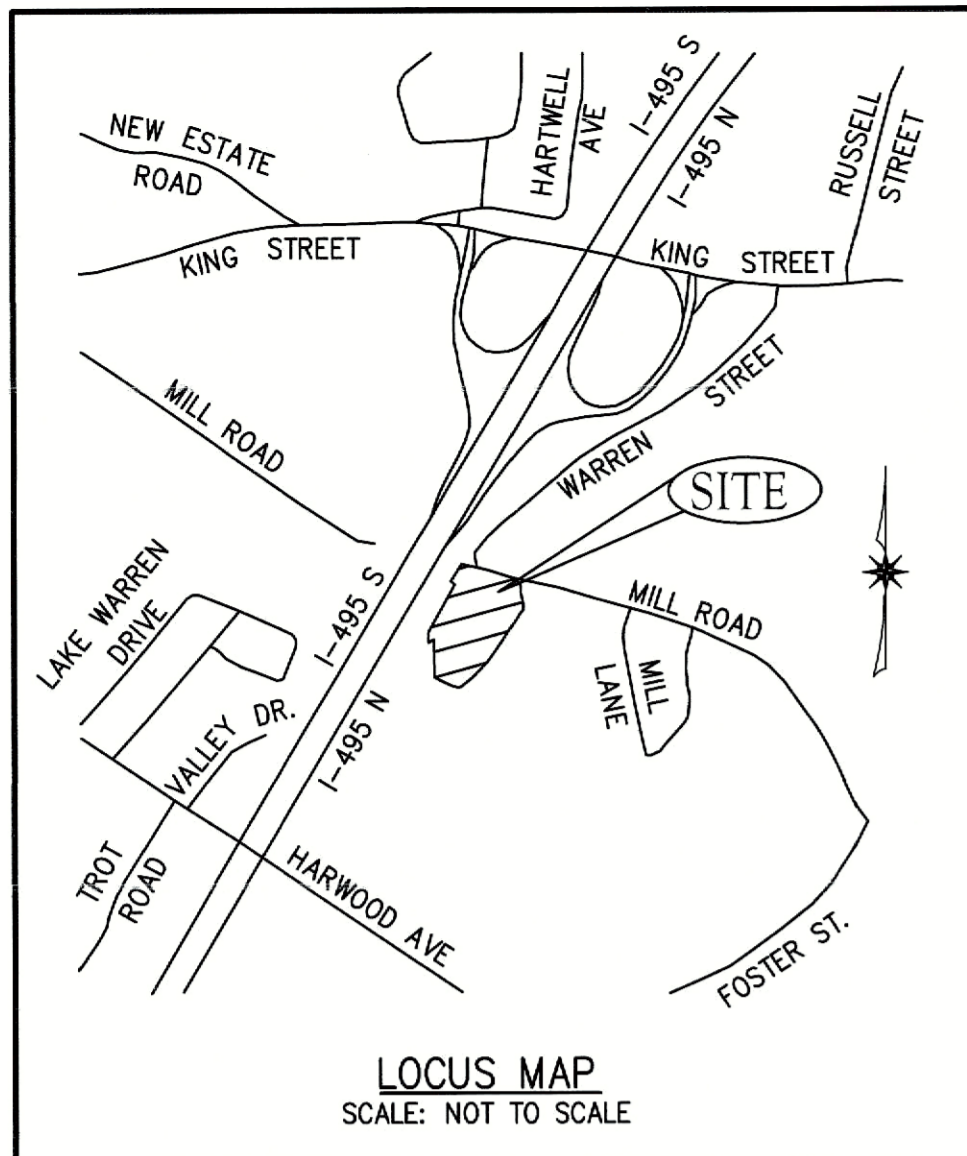 I-495 S
I-495 N
HARTWELL
AVE
RUSSELL
STREET
NEW ESTATE
ROAD
KING STREET
KING STREET
MILL ROAD
WARREN STREET
SITE
LAKE WARREN
DRIVE
I-495 S
I-495 N
MILL ROAD
MILL
LANE
VALLEY DR.
TROT
ROAD
HARWOOD AVE
FOSTER ST.
LOCUS MAP
SCALE: NOT TO SCALE